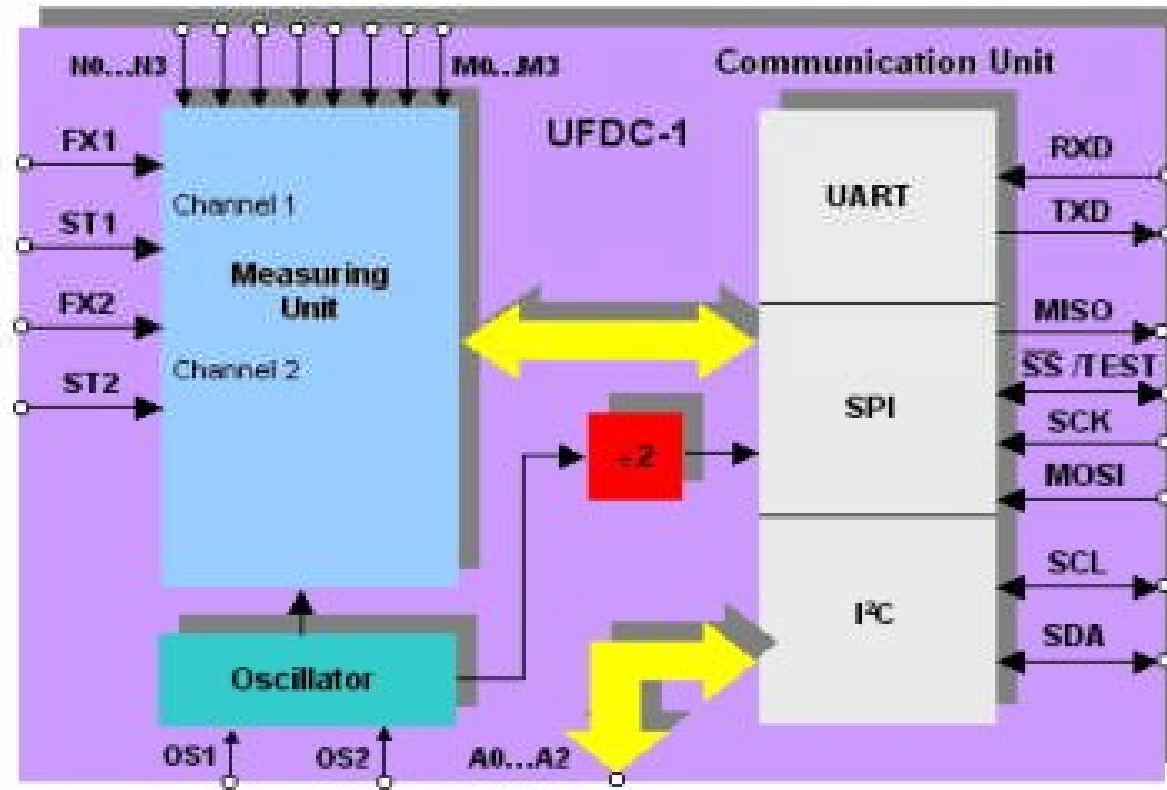 N0...N3
M0...M3
Communication Unit
UFDC-1
FX1
Channel 1
ST1
Measuring
Unit
FX2
Channel 2
ST2
UART
RXD
TXD
MISO
SS /TEST
SPI
SCK
MOSI
÷2
SCL
I²C
SDA
Oscillator
OS1
OS2
A0...A2